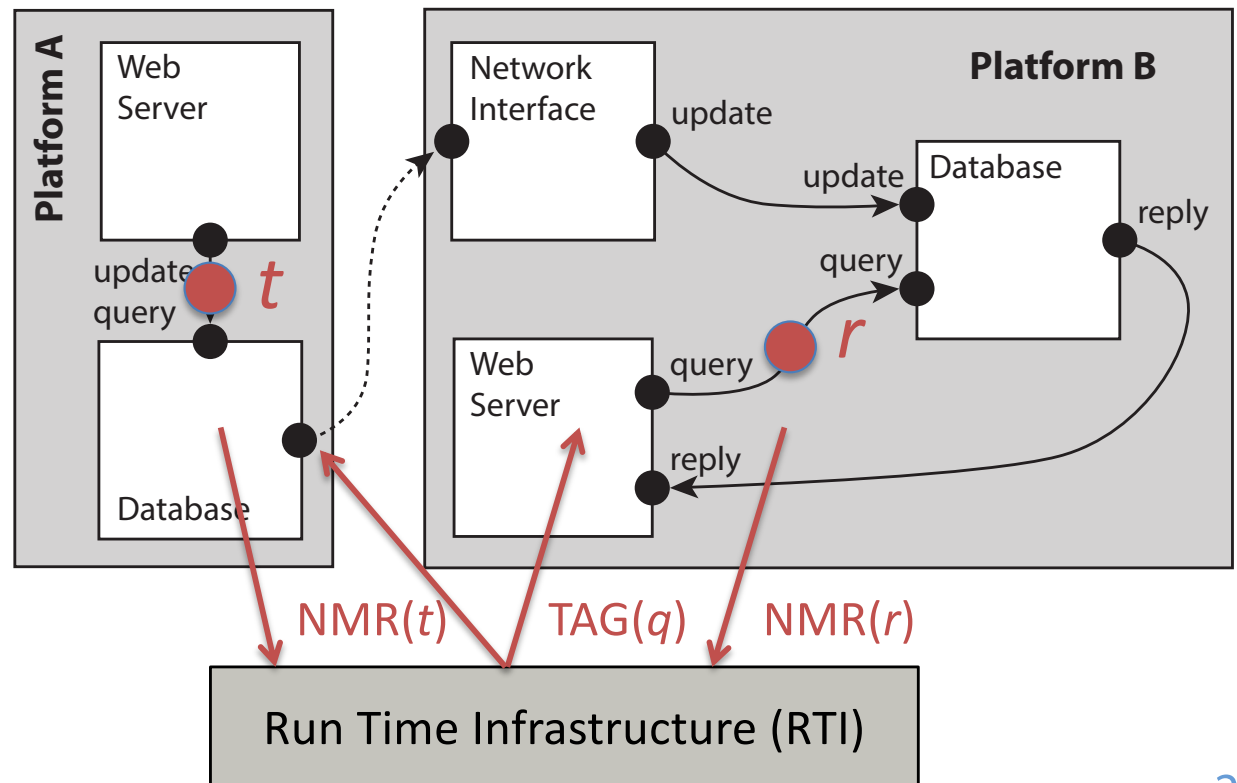 Platform A
Web
Server
update
query
t
Database
Network
Interface
update
Platform B
update
Database
reply
query
r
query
Web
Server
reply
NMR(t)
TAG(q)
NMR(r)
Run Time Infrastructure (RTI)